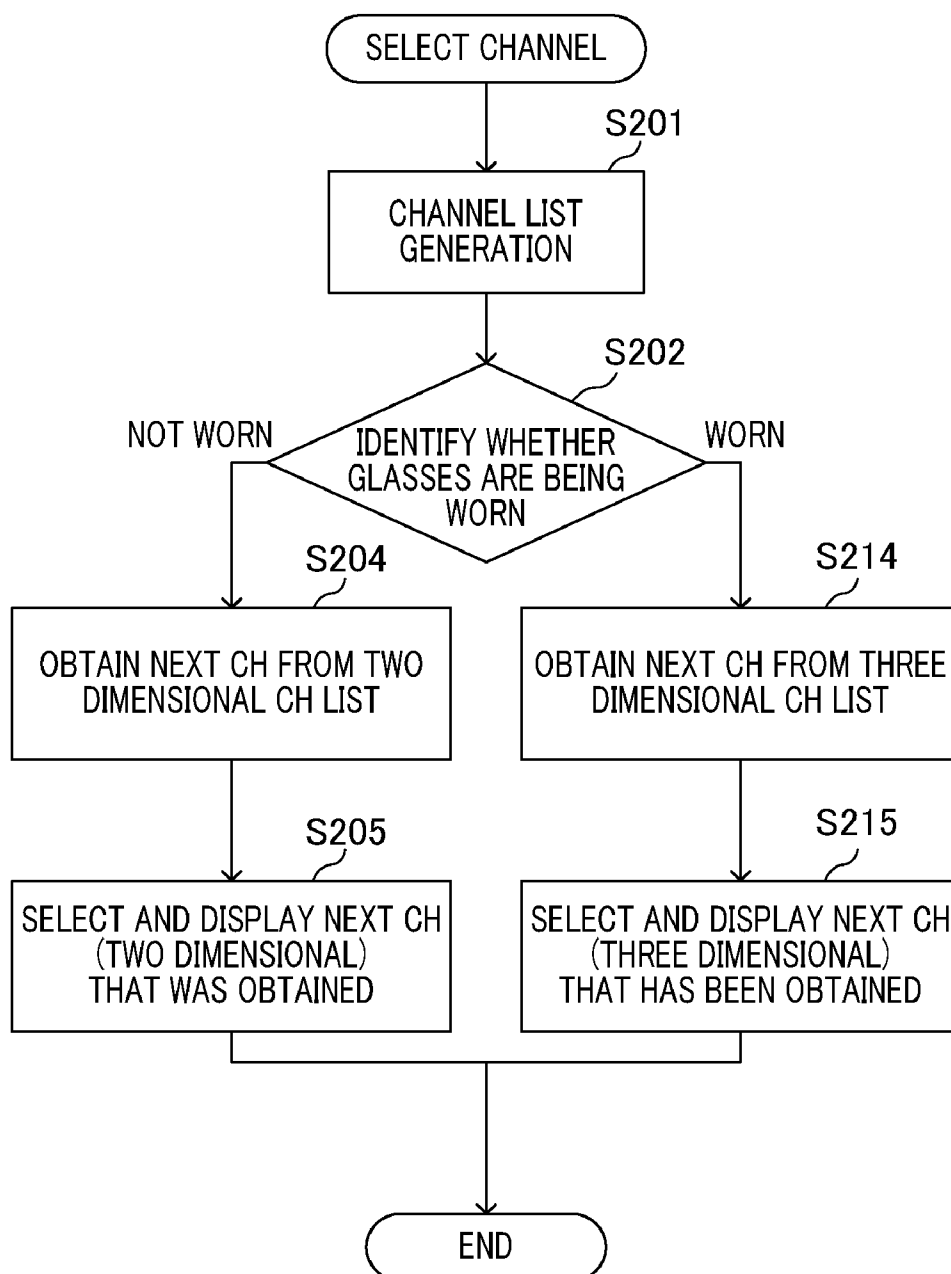 SELECT CHANNEL
S201
CHANNEL LIST
GENERATION
S202
NOT WORN
WORN
IDENTIFY WHETHER
GLASSES ARE BEING
WORN
S204
S214
OBTAIN NEXT CH FROM TWO
DIMENSIONAL CH LIST
OBTAIN NEXT CH FROM THREE
DIMENSIONAL CH LIST
S205
S215
SELECT AND DISPLAY NEXT CH
(TWO DIMENSIONAL)
THAT WAS OBTAINED
SELECT AND DISPLAY NEXT CH
(THREE DIMENSIONAL)
THAT HAS BEEN OBTAINED
END